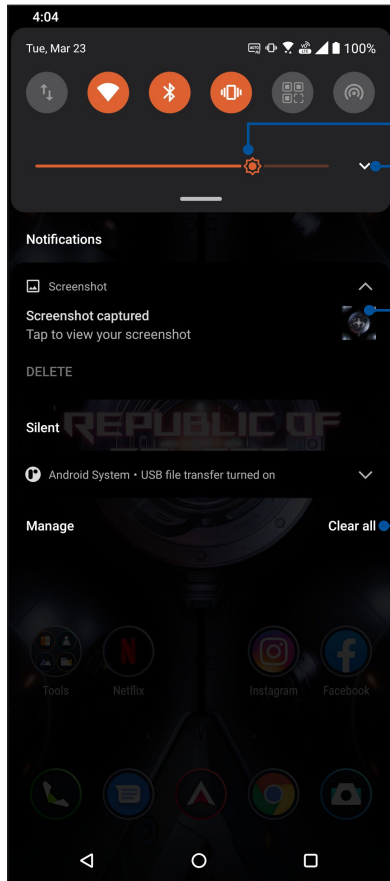 4:04
Tue, Mar 23
100%
Notifications
Screenshot
Screenshot captured
Tap to view your screenshot
DELETE
REPUBLIC OF
Silent
Android System • USB file transfer turned on
Manage
Clear all
Tools
Netflix
Instagram
Facebook